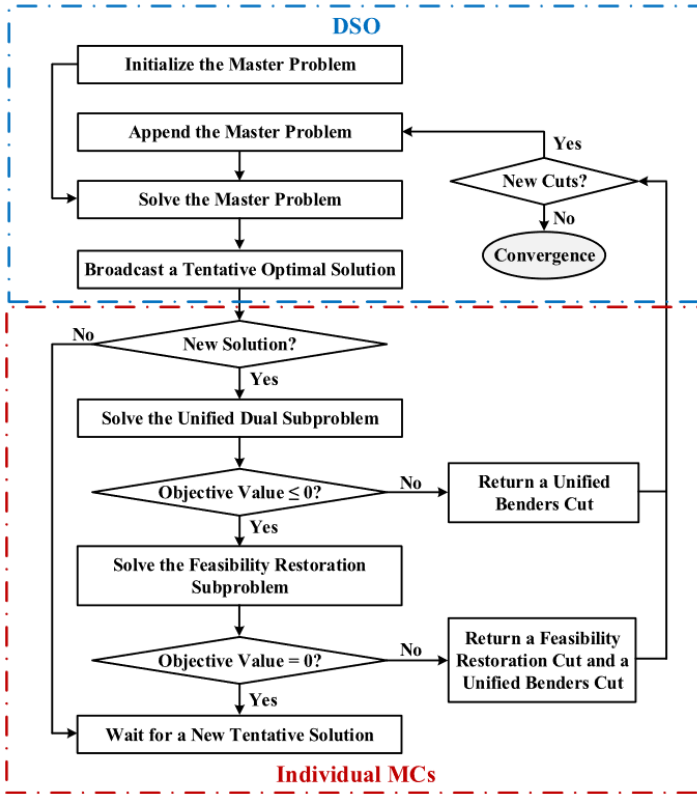 DSO
Initialize the Master Problem
Append the Master Problem
Yes
New Cuts?
Solve the Master Problem
No
Convergence
Broadcast a Tentative Optimal Solution
No
New Solution?
Yes
Solve the Unified Dual Subproblem
Objective Value ≤ 0?
No
Return a Unified
Benders Cut
Yes
Solve the Feasibility Restoration
Subproblem
Objective Value = 0?
No
Return a Feasibility
Restoration Cut and a
Unified Benders Cut
Yes
Wait for a New Tentative Solution
Individual MCs